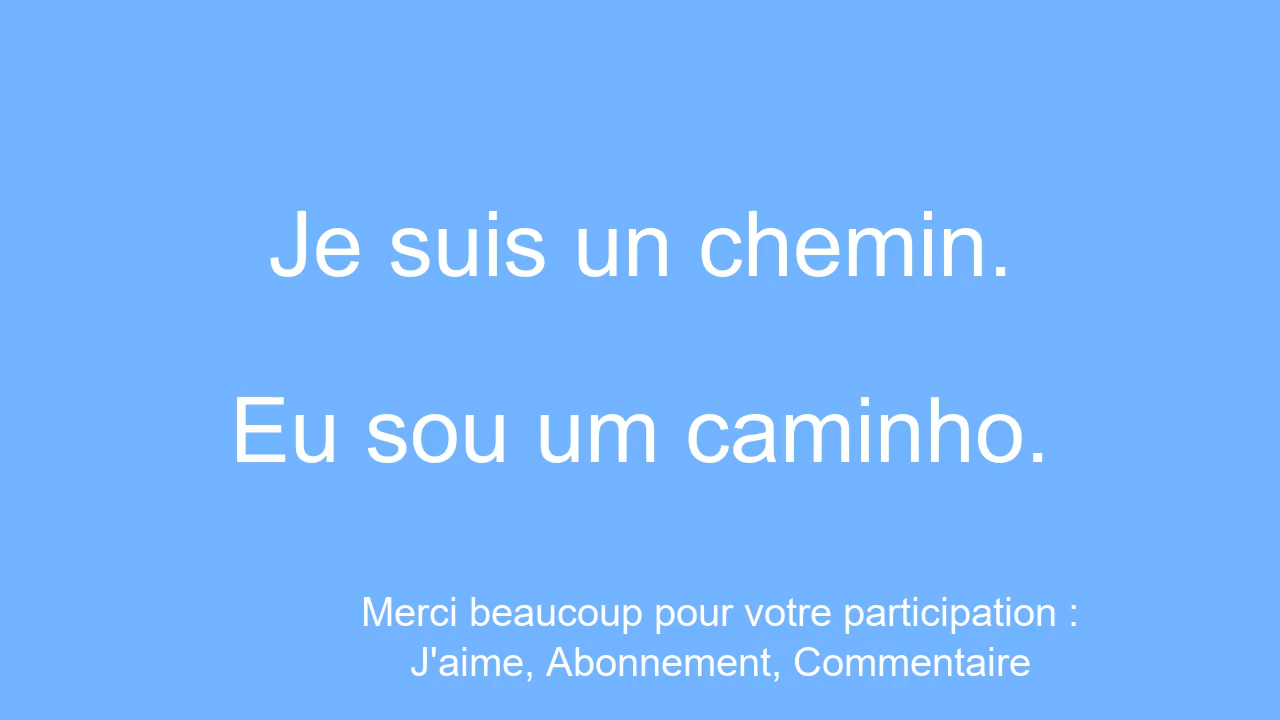 Je suis un chemin.
Eu sou um caminho.
Merci beaucoup pour votre participation :
J'aime, Abonnement, Commentaire